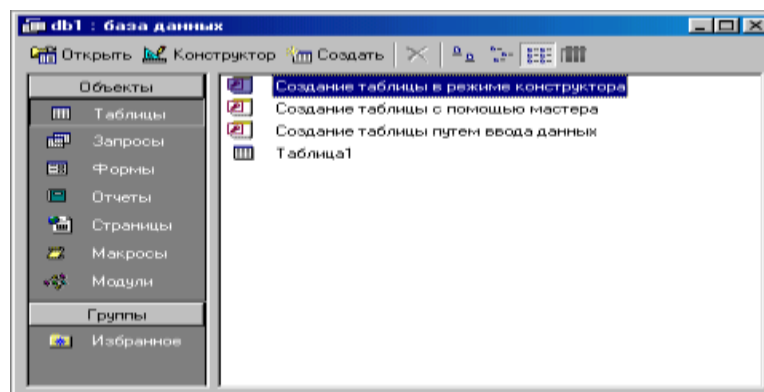 db1 : база данных
Открыть Конструктор Создать
Объекты
Таблицы
Запросы
Формы
Отчеты
Страницы
Макросы
Модули
Группы
Избранное
Создание таблицы в режиме конструктора
Создание таблицы с помощью мастера
Создание таблицы путем ввода данных
Таблица1